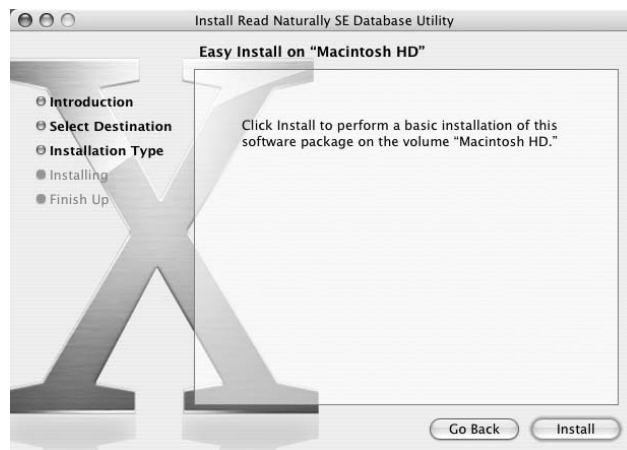 Install Read Naturally SE Database Utility
Easy Install on “Macintosh HD”
Introduction
Select Destination
Installation Type
Installing
Finish Up
Click Install to perform a basic installation of this
software package on the volume “Macintosh HD.”
Go Back
Install